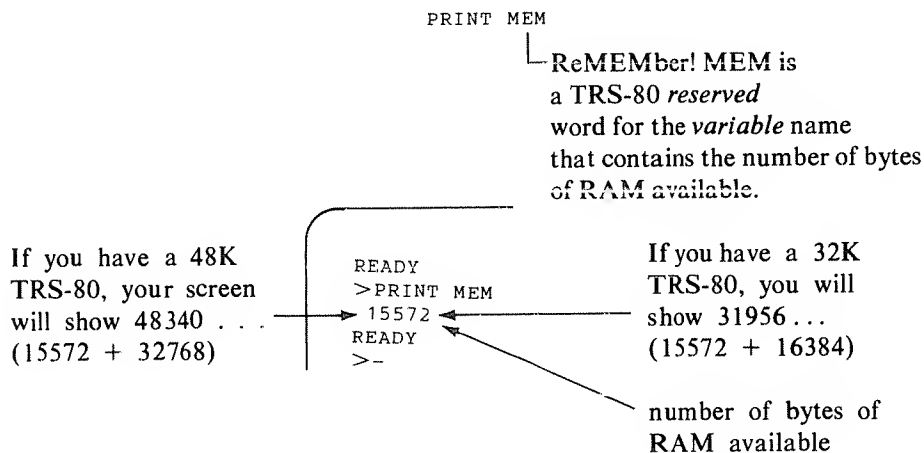 PRINT MEM
ReMEMber! MEM is
a TRS-80 reserved
word for the variable name
that contains the number of bytes
of RAM available.
If you have a 48K
TRS-80, your screen
will show 48340 . . .
(15572 + 32768)
READY
>PRINT MEM
15572
READY
>–
If you have a 32K
TRS-80, you will
show 31956 . . .
(15572 + 16384)
number of bytes of
RAM available